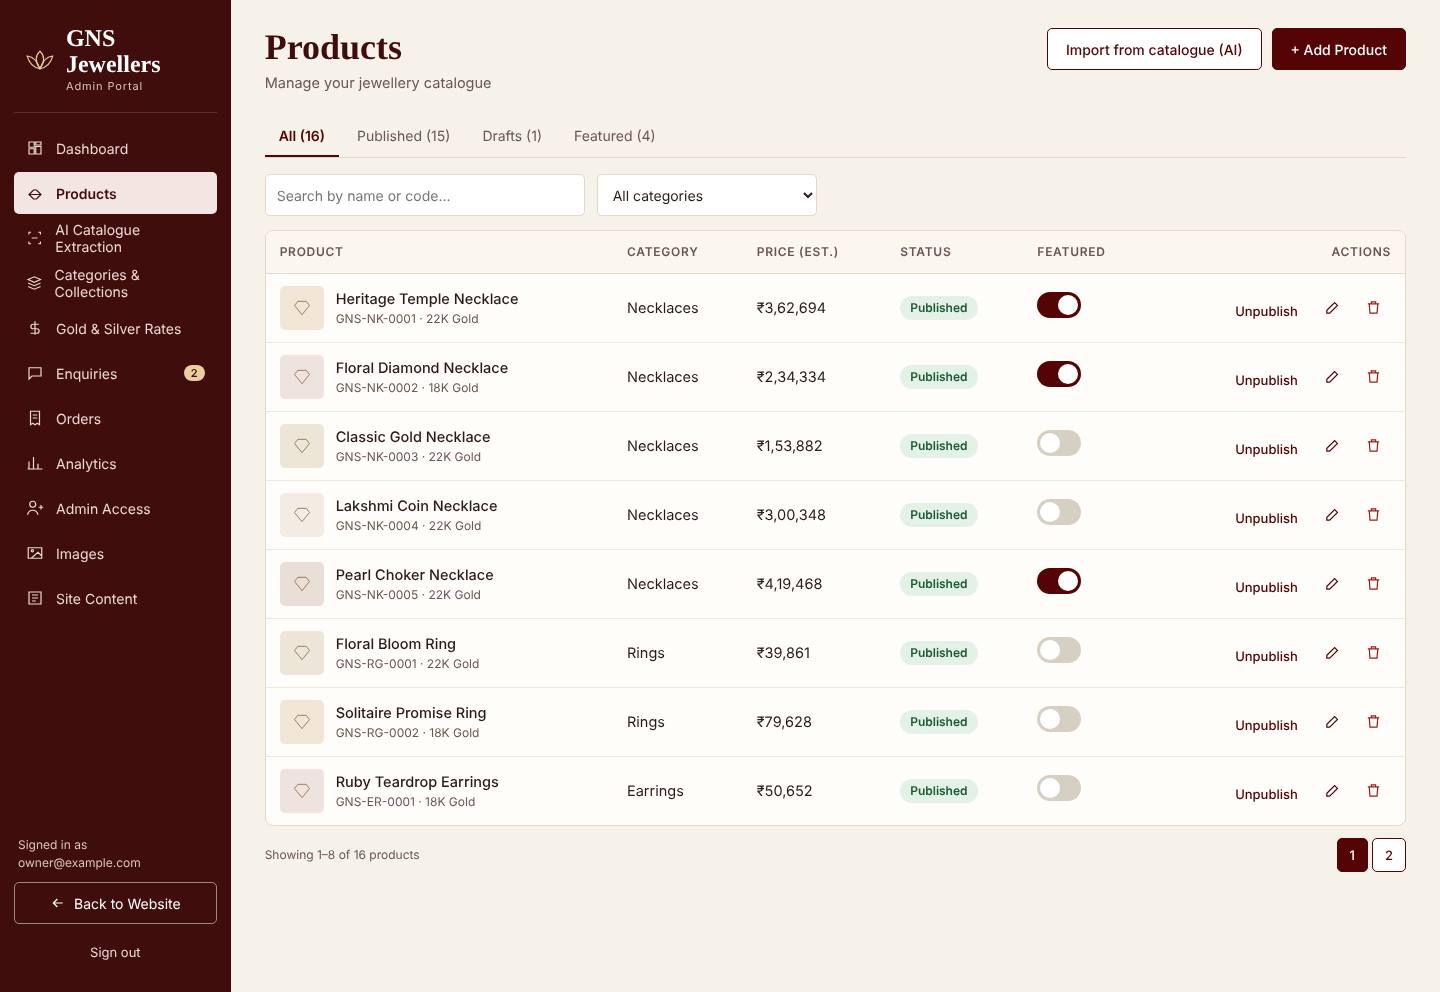 GNS
Jewellers
Admin Portal
Dashboard
Products
AI Catalogue
Extraction
Categories &
Collections
Gold & Silver Rates
Enquiries 2
Orders
Analytics
Admin Access
Images
Site Content
Signed in as
owner@example.com
← Back to Website
Sign out
Products
Manage your jewellery catalogue
Import from catalogue (AI)
+ Add Product
All (16) Published (15) Drafts (1) Featured (4)
Search by name or code...
All categories
PRODUCT CATEGORY PRICE (EST.) STATUS FEATURED ACTIONS
Heritage Temple Necklace
GNS-NK-0001 · 22K Gold
Necklaces ₹3,62,694 Published Unpublish
Floral Diamond Necklace
GNS-NK-0002 · 18K Gold
Necklaces ₹2,34,334 Published Unpublish
Classic Gold Necklace
GNS-NK-0003 · 22K Gold
Necklaces ₹1,53,882 Published Unpublish
Lakshmi Coin Necklace
GNS-NK-0004 · 22K Gold
Necklaces ₹3,00,348 Published Unpublish
Pearl Choker Necklace
GNS-NK-0005 · 22K Gold
Necklaces ₹4,19,468 Published Unpublish
Floral Bloom Ring
GNS-RG-0001 · 22K Gold
Rings ₹39,861 Published Unpublish
Solitaire Promise Ring
GNS-RG-0002 · 18K Gold
Rings ₹79,628 Published Unpublish
Ruby Teardrop Earrings
GNS-ER-0001 · 18K Gold
Earrings ₹50,652 Published Unpublish
Showing 1–8 of 16 products
1 2